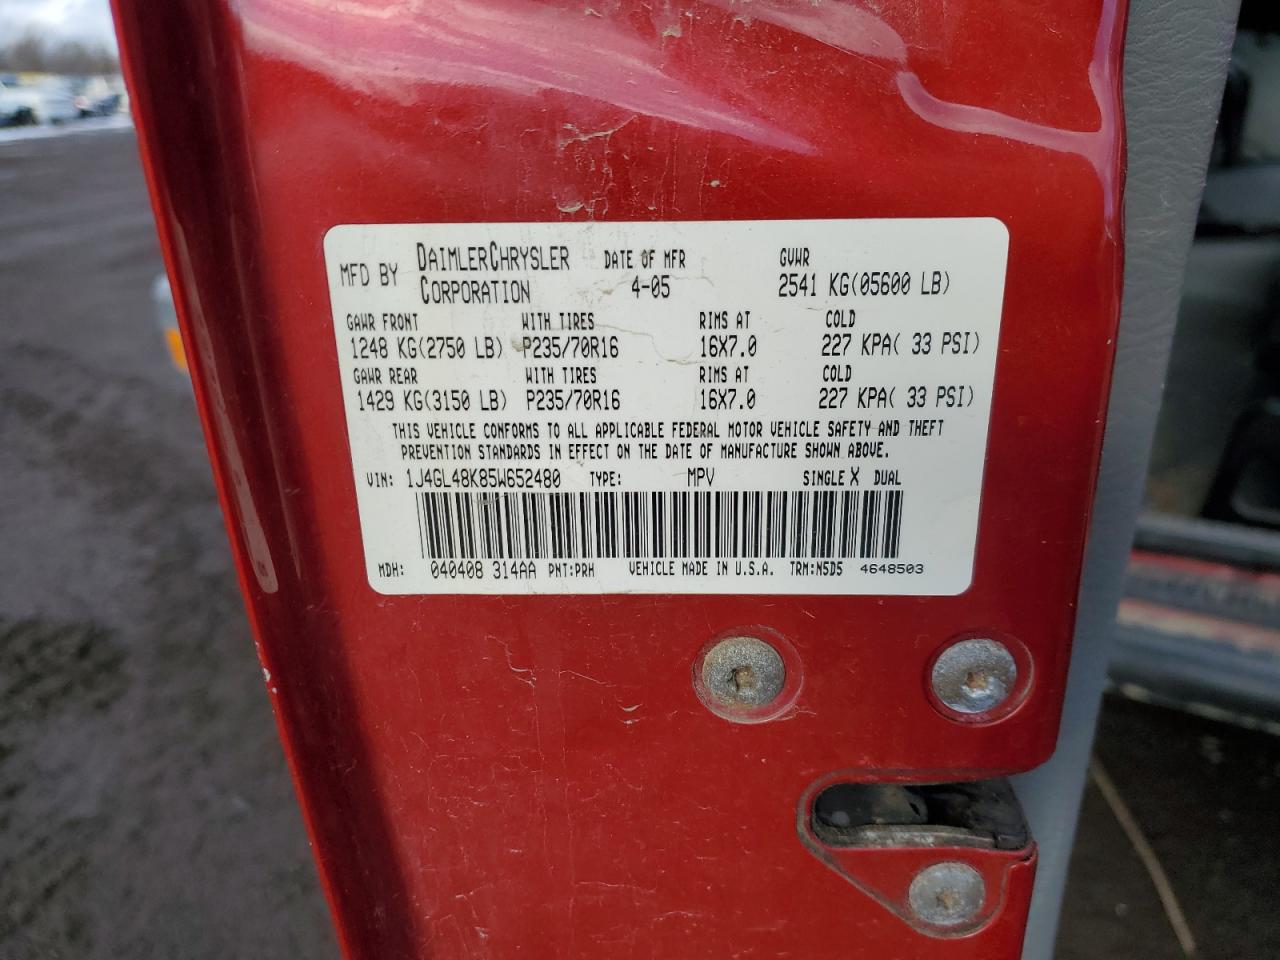 MFD BY DAIMLERCHRYSLER CORPORATION DATE OF MFR 4-05 GVWR 2541 KG(05600 LB)
GAWR FRONT WITH TIRES RIMS AT COLD
1248 KG(2750 LB) P235/70R16 16X7.0 227 KPA( 33 PSI)
GAWR REAR WITH TIRES RIMS AT COLD
1429 KG(3150 LB) P235/70R16 16X7.0 227 KPA( 33 PSI)
THIS VEHICLE CONFORMS TO ALL APPLICABLE FEDERAL MOTOR VEHICLE SAFETY AND THEFT
PREVENTION STANDARDS IN EFFECT ON THE DATE OF MANUFACTURE SHOWN ABOVE.
VIN: 1J4GL48K85W652480 TYPE: MPV SINGLE X DUAL
MDH: 040408 314AA PNT:PRH VEHICLE MADE IN U.S.A. TRM:N5D5 4648503